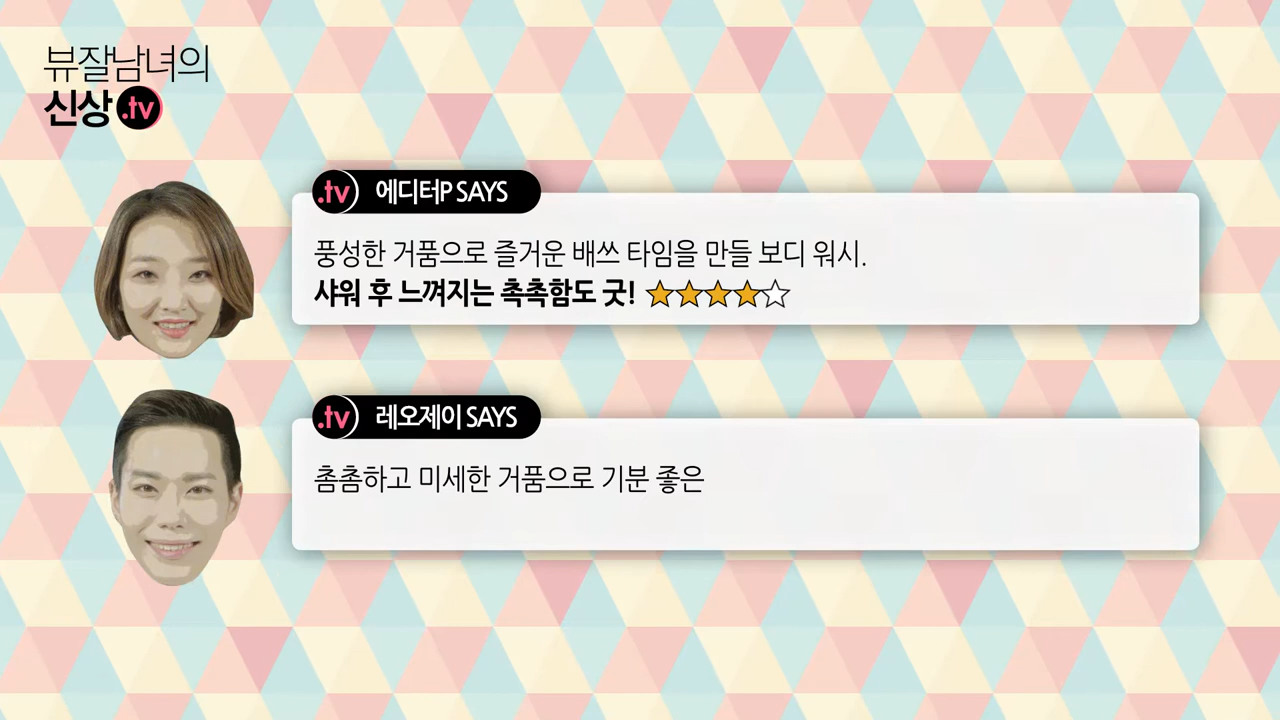 뷰잘남녀의
신상 .tv
.tv 에디터P SAYS
풍성한 거품으로 즐거운 배쓰 타임을 만들 보디 워시.
샤워 후 느껴지는 촉촉함도 굿! ★★★★☆
.tv 레오제이 SAYS
촘촘하고 미세한 거품으로 기분 좋은